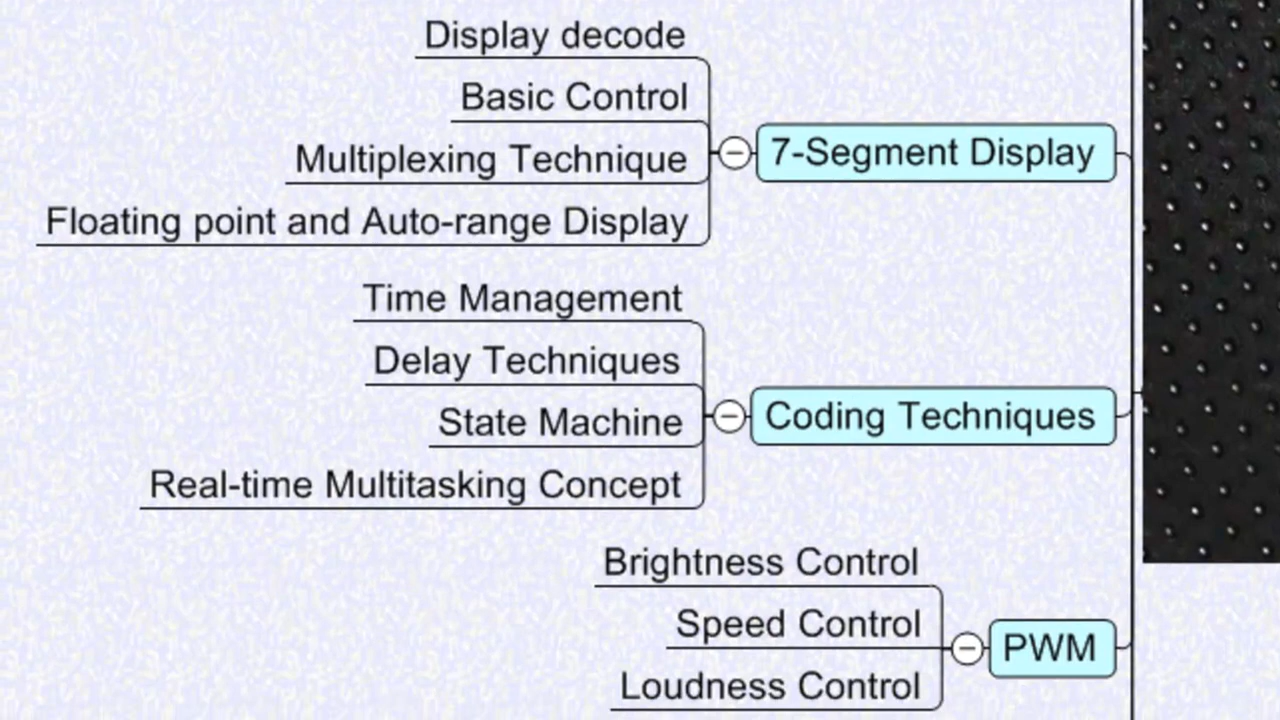 Display decode
Basic Control
Multiplexing Technique
Floating point and Auto-range Display
7-Segment Display
Time Management
Delay Techniques
State Machine
Real-time Multitasking Concept
Coding Techniques
Brightness Control
Speed Control
Loudness Control
PWM